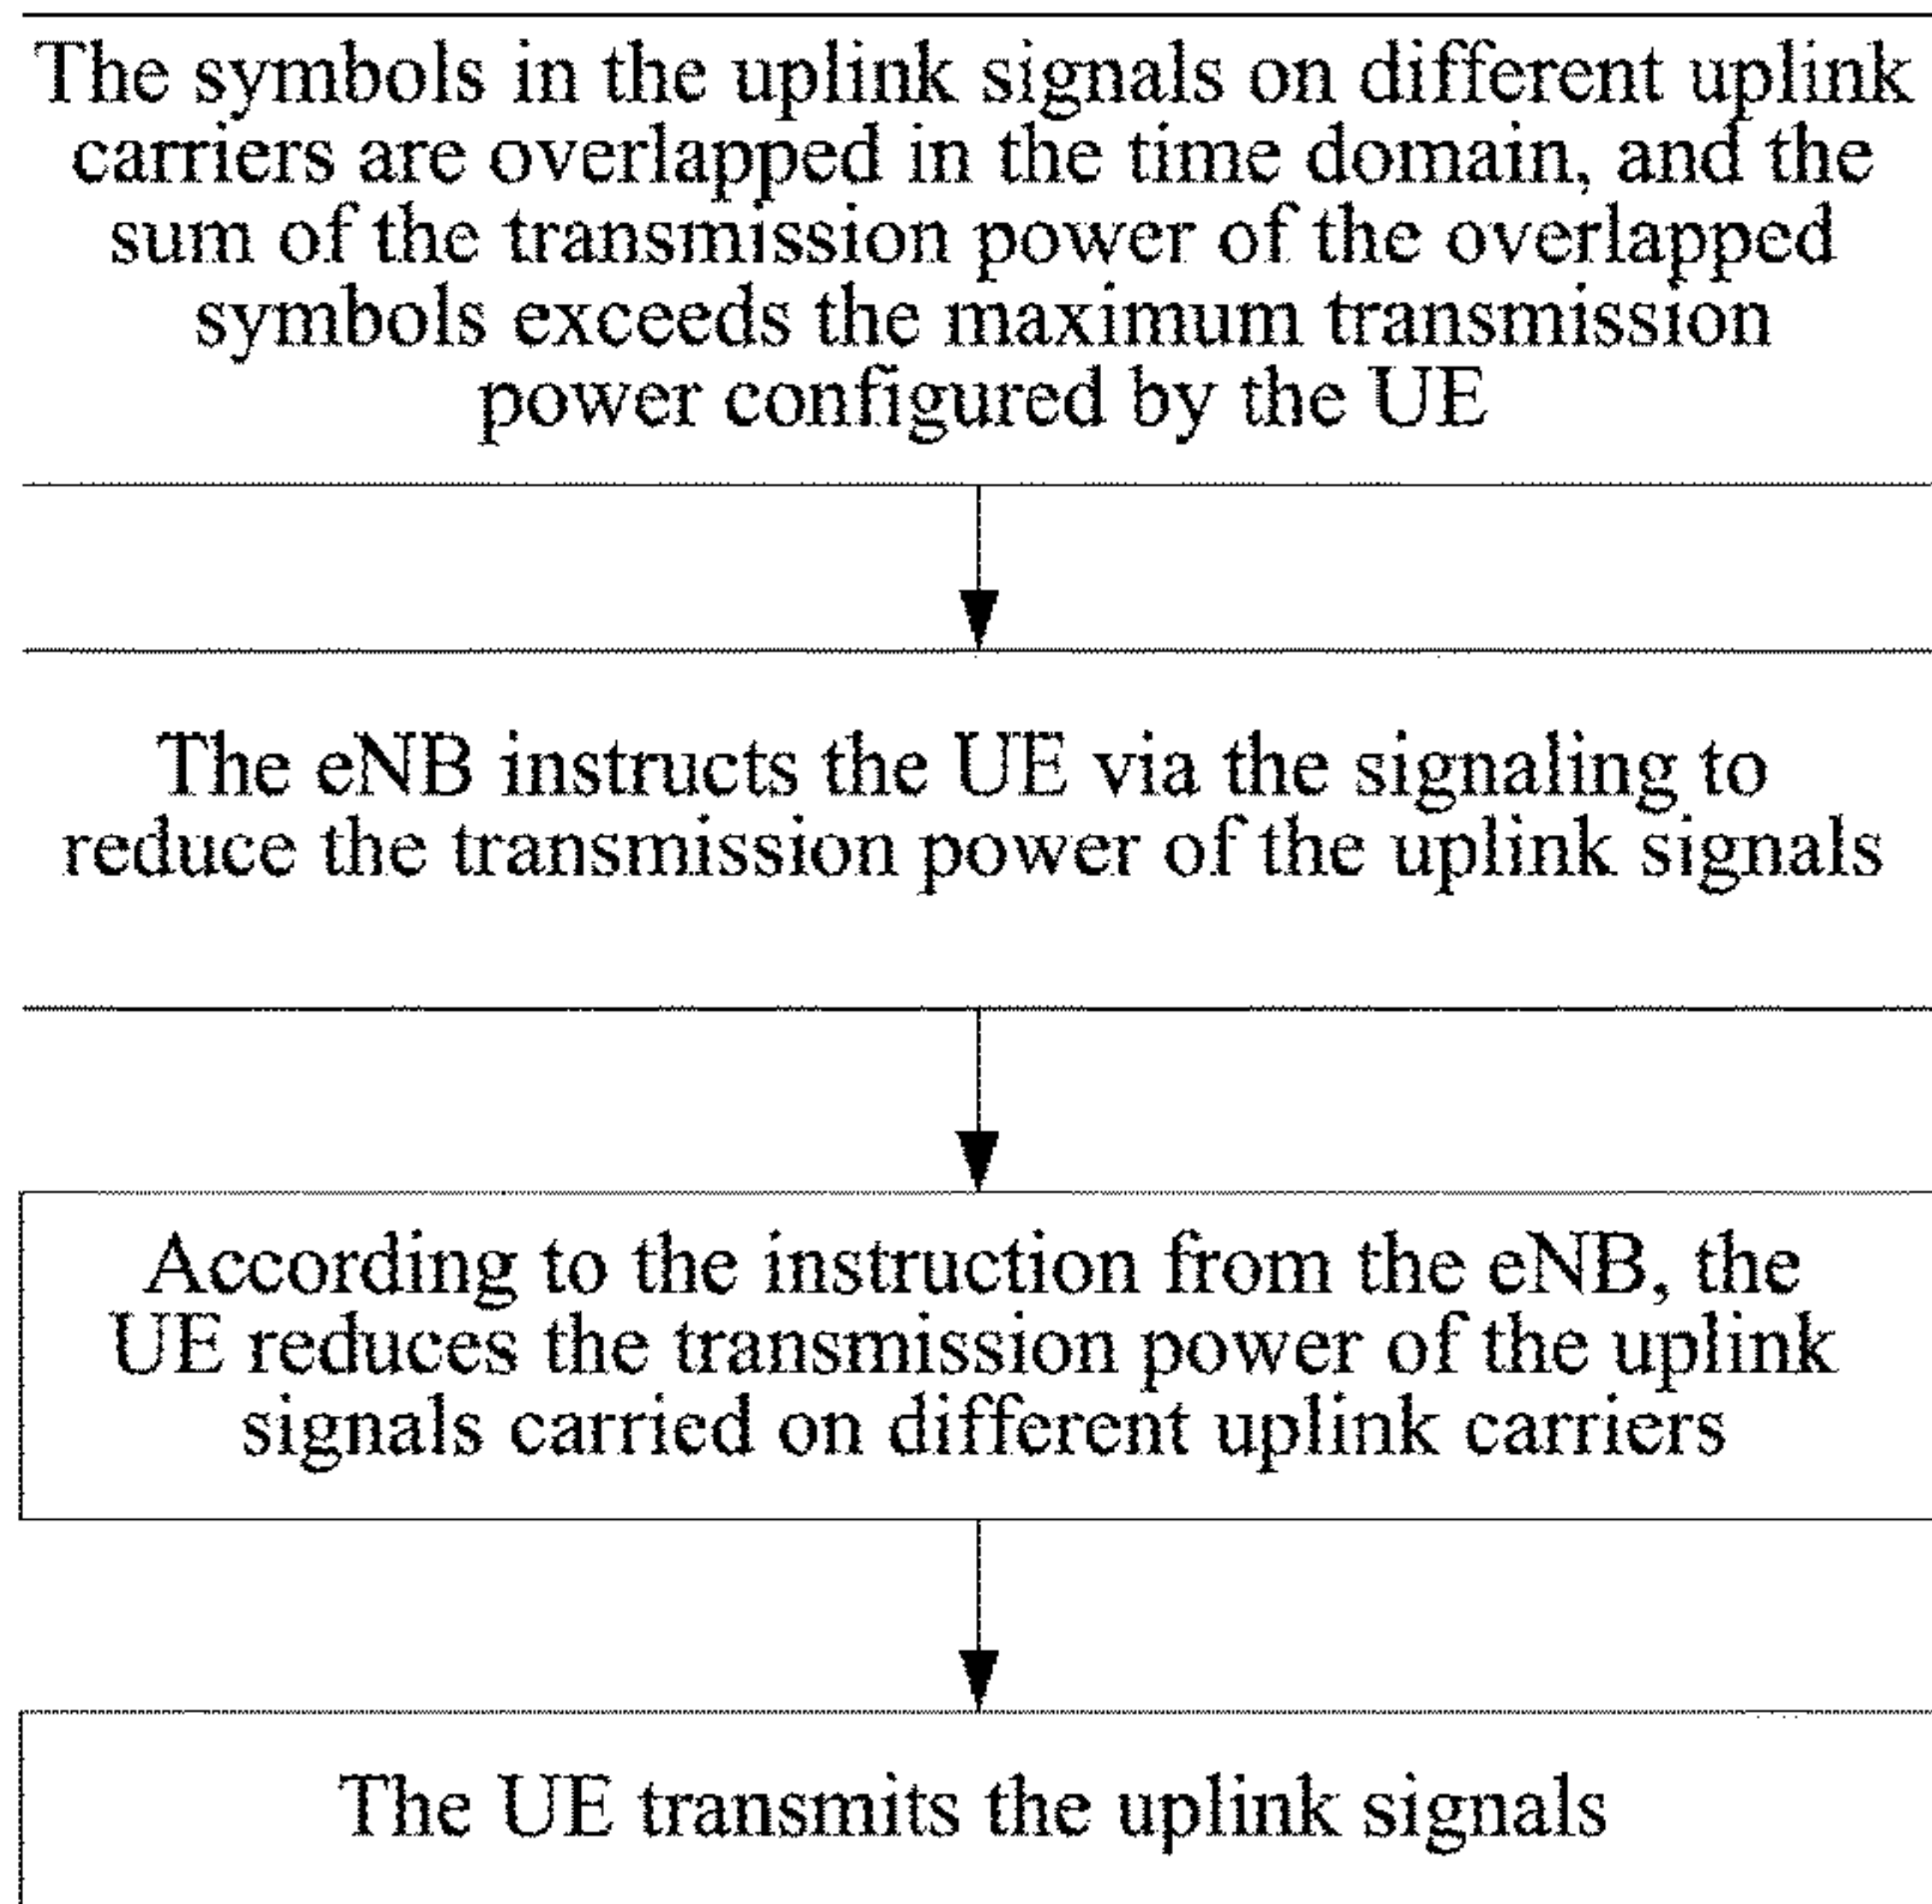 The symbols in the uplink signals on different uplink
carriers are overlapped in the time domain, and the
sum of the transmission power of the overlapped
symbols exceeds the maximum transmission
power configured by the UE
The eNB instructs the UE via the signaling to
reduce the transmission power of the uplink signals
According to the instruction from the eNB, the
UE reduces the transmission power of the uplink
signals carried on different uplink carriers
The UE transmits the uplink signals